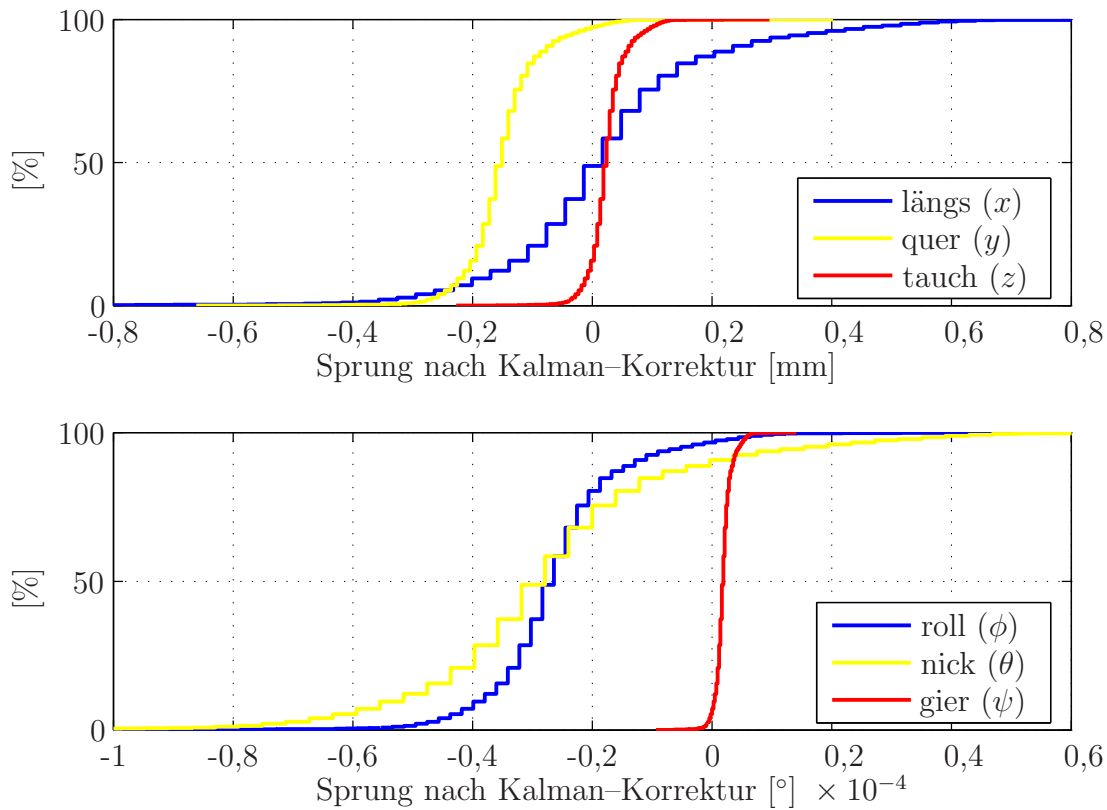 100
50
0
[%]
-0,8 -0,6 -0,4 -0,2 0 0,2 0,4 0,6 0,8
Sprung nach Kalman–Korrektur [mm]
längs (x)
quer (y)
tauch (z)
100
50
0
[%]
-1 -0,8 -0,6 -0,4 -0,2 0 0,2 0,4 0,6
Sprung nach Kalman–Korrektur [°] × 10⁻⁴
roll (ϕ)
nick (θ)
gier (ψ)